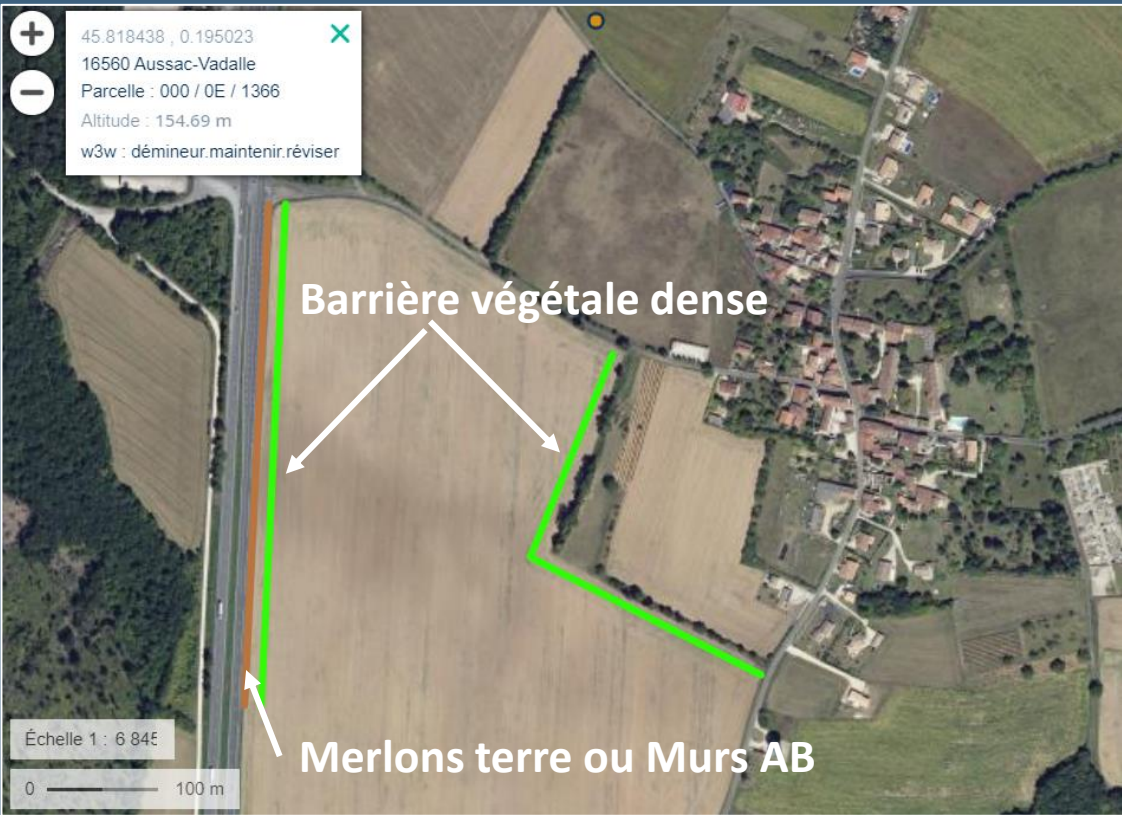 45.818438 , 0.195023
16560 Aussac-Vadalle
Parcelle : 000 / 0E / 1366
Altitude : 154.69 m
w3w : démineur.maintenir.réviser
Barrière végétale dense
Merlons terre ou Murs AB
Échelle 1 : 6 845
0 100 m